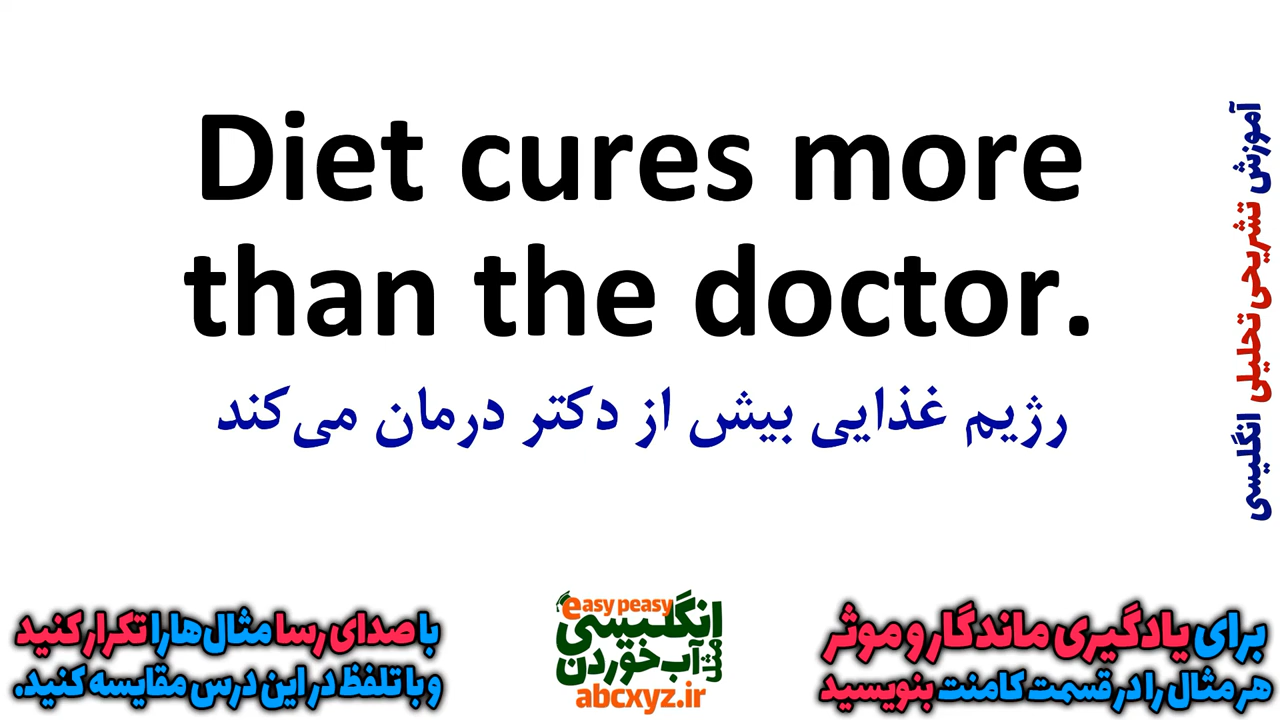 Diet cures more
than the doctor.
رژیم غذایی بیش از دکتر درمان می‌کند
آموزش تشریحی تحلیلی انگلیسی
برای یادگیری ماندگار و موثر
هر مثال را در قسمت کامنت بنویسید
easy peasy
انگلیسی
مثل
آب خوردن
abcxyz.ir
با صدای رسا مثال‌ها را تکرار کنید
و با تلفظ در این درس مقایسه کنید.